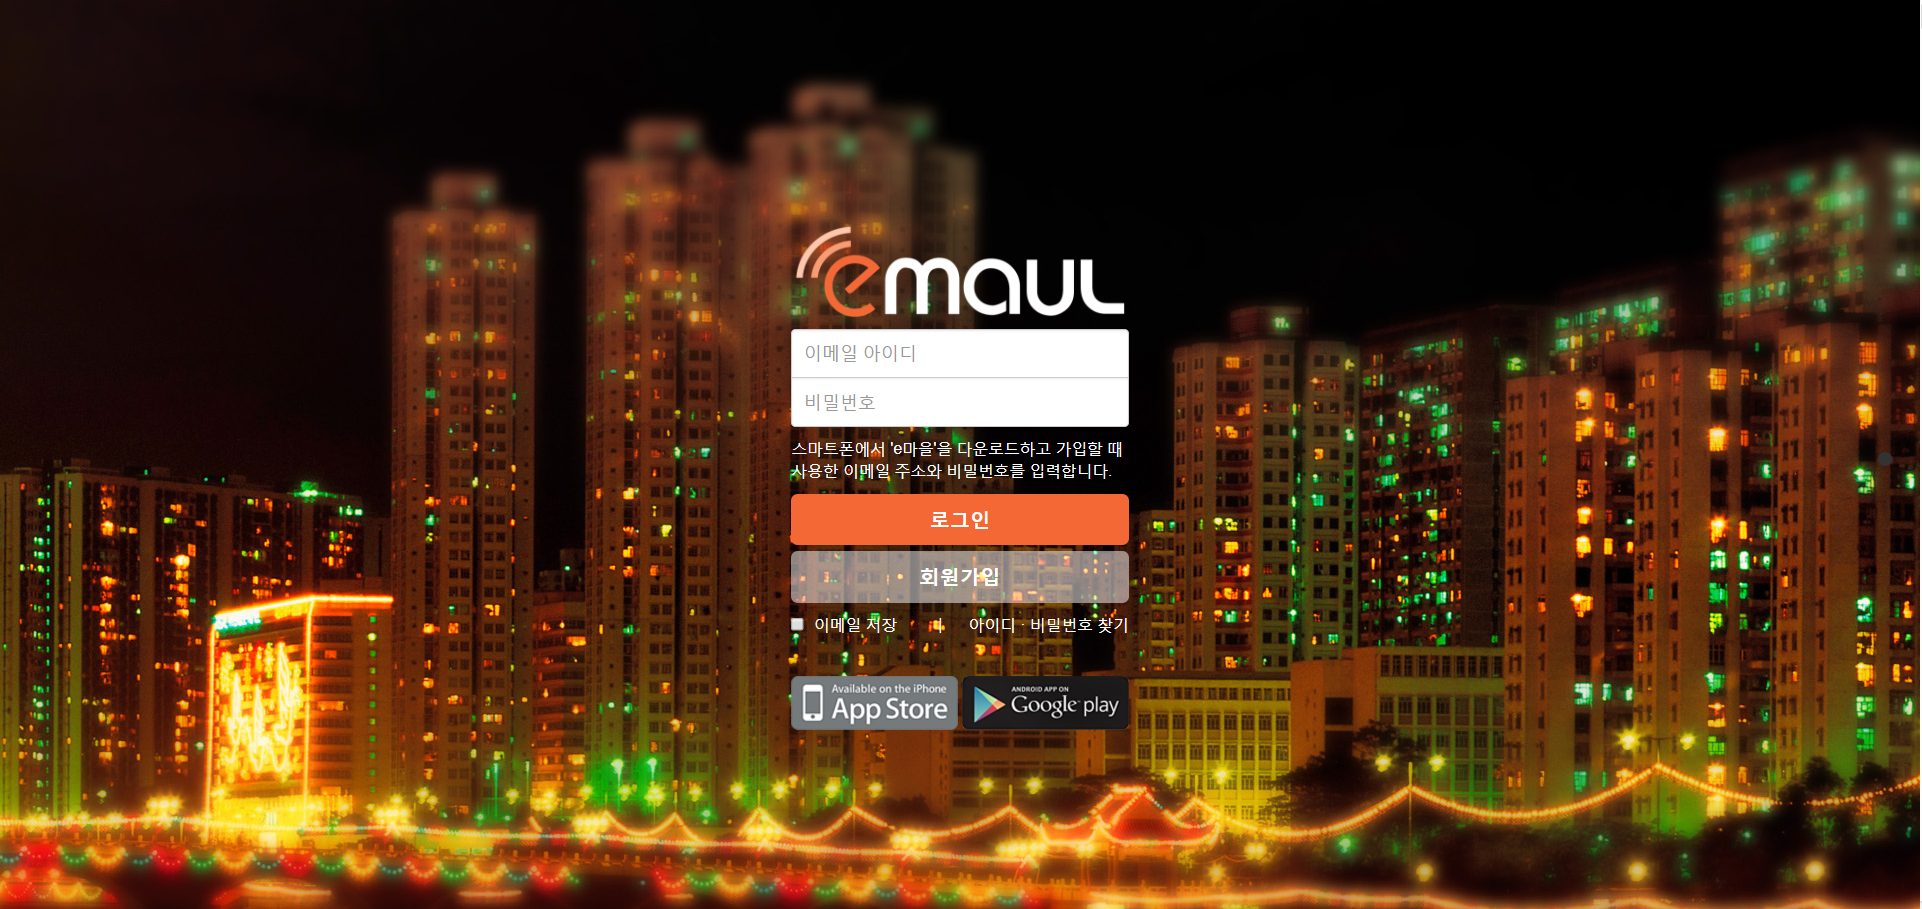 emaul
이메일 아이디
비밀번호
스마트폰에서 'e마을'을 다운로드하고 가입할 때
사용한 이메일 주소와 비밀번호를 입력합니다.
로그인
회원가입
이메일 저장 | 아이디 · 비밀번호 찾기
Available on the iPhone
App Store
ANDROID APP ON
Google play